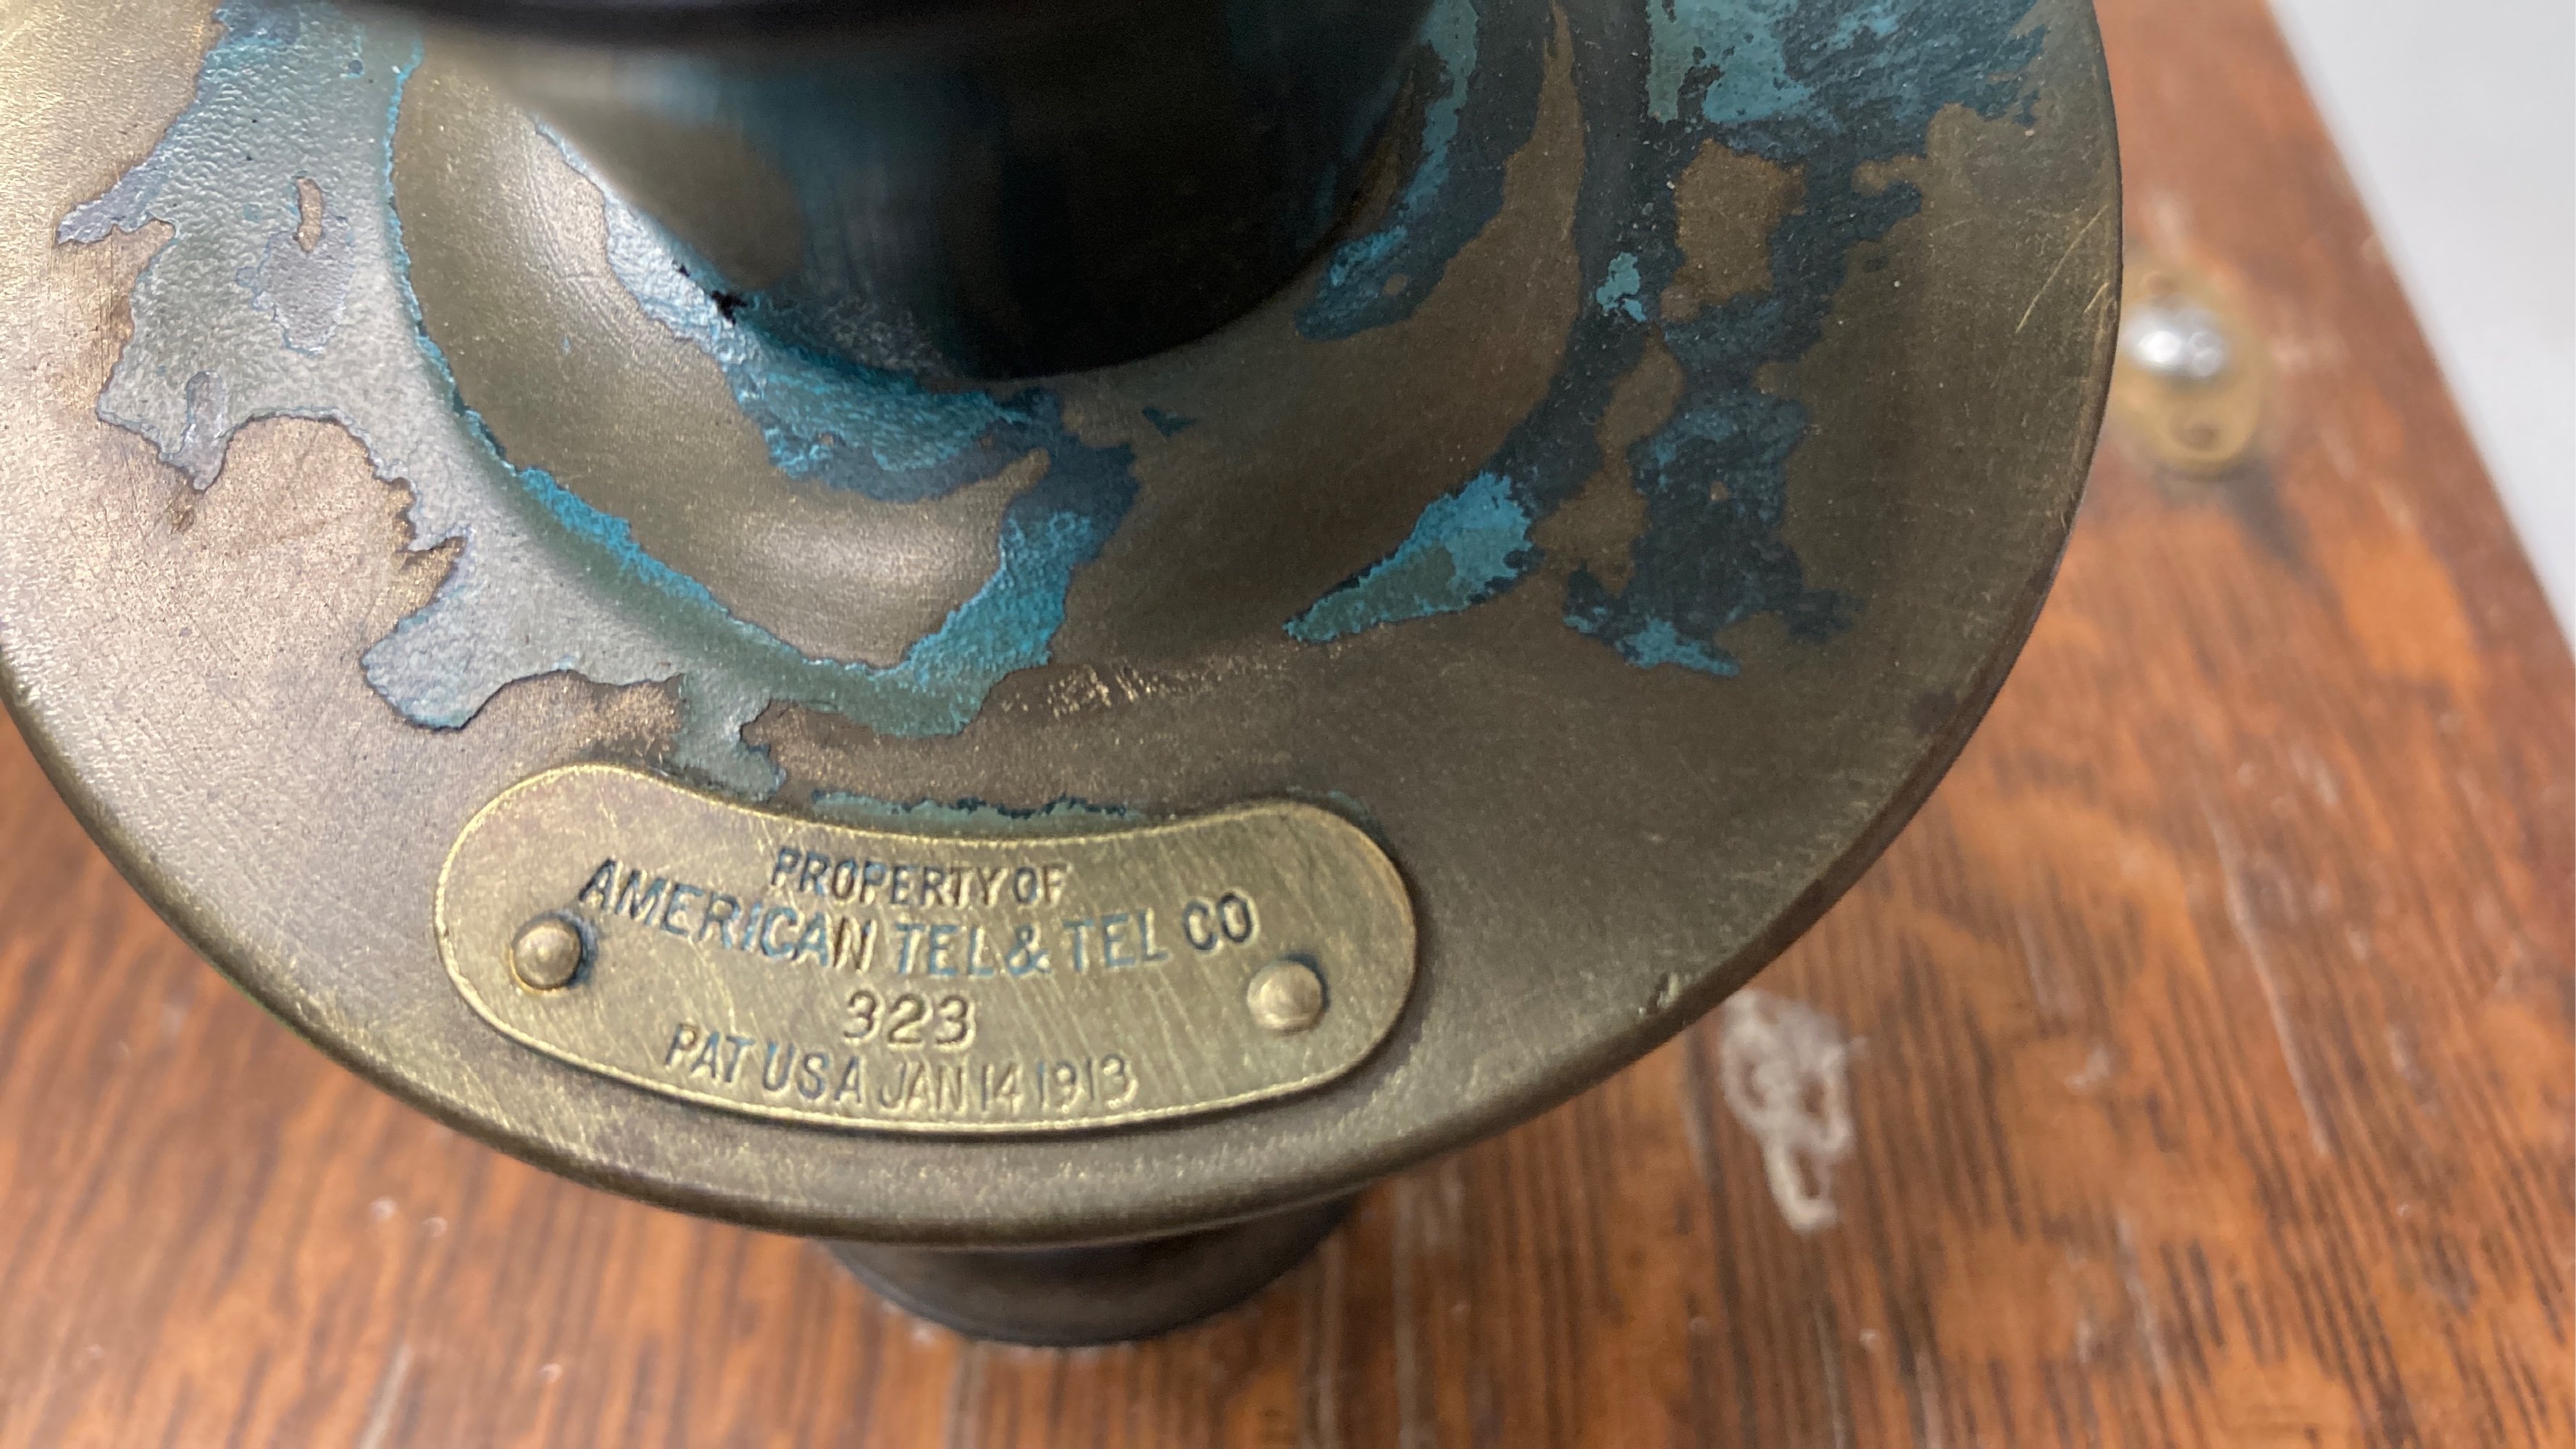 PROPERTY OF
AMERICAN TEL & TEL CO
323
PAT USA JAN 14 1913